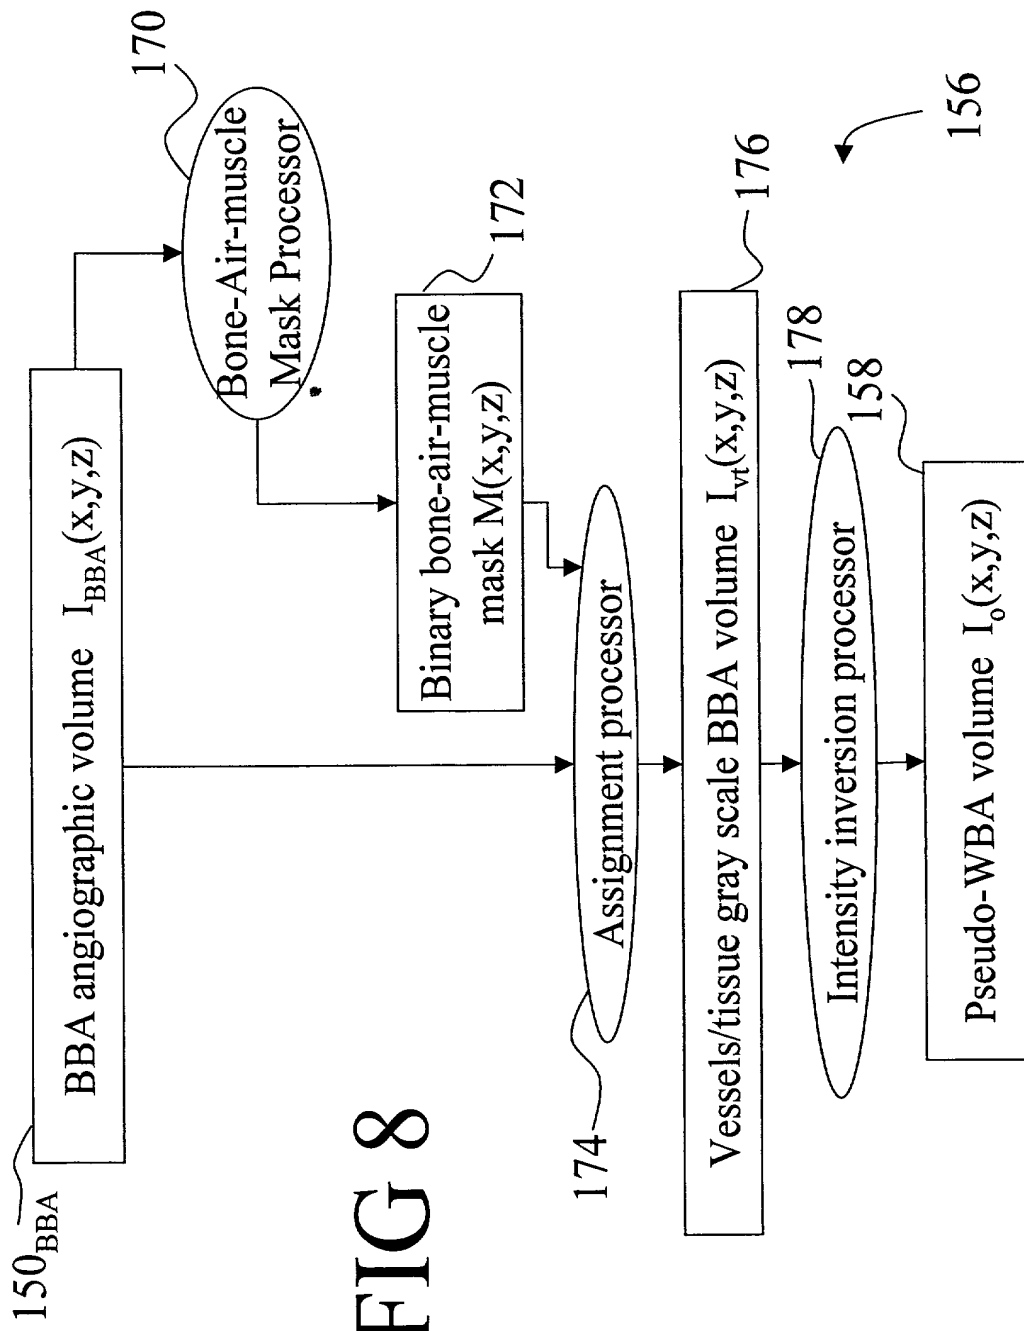 150BBA
BBA angiographic volume IBBA(x,y,z)
170
Bone-Air-muscle
Mask Processor
172
Binary bone-air-muscle
mask M(x,y,z)
174
Assignment processor
176
Vessels/tissue gray scale BBA volume Ivt(x,y,z)
178
Intensity inversion processor
158
Pseudo-WBA volume Io(x,y,z)
156
FIG 8